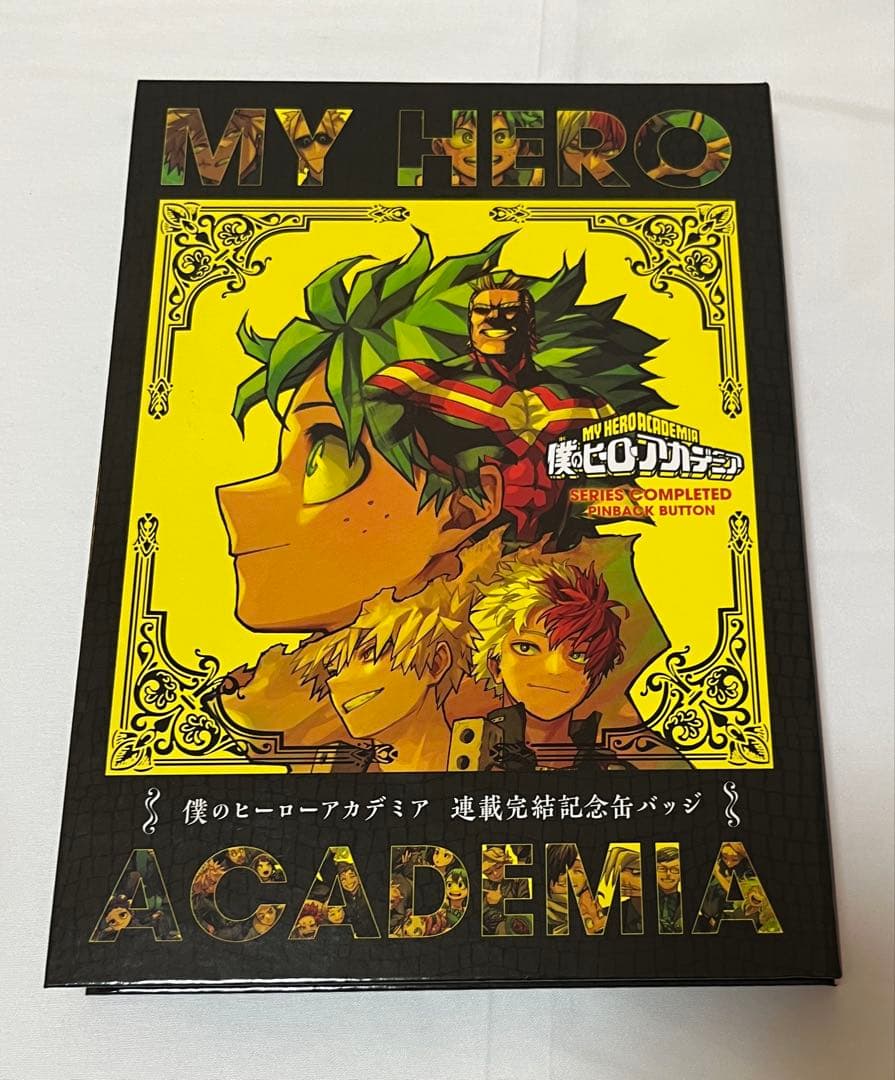 MY HERO
MY HERO ACADEMIA
僕のヒーローアカデミア
SERIES COMPLETED
PINBACK BUTTON
僕のヒーローアカデミア 連載完結記念缶バッジ
ACADEMIA